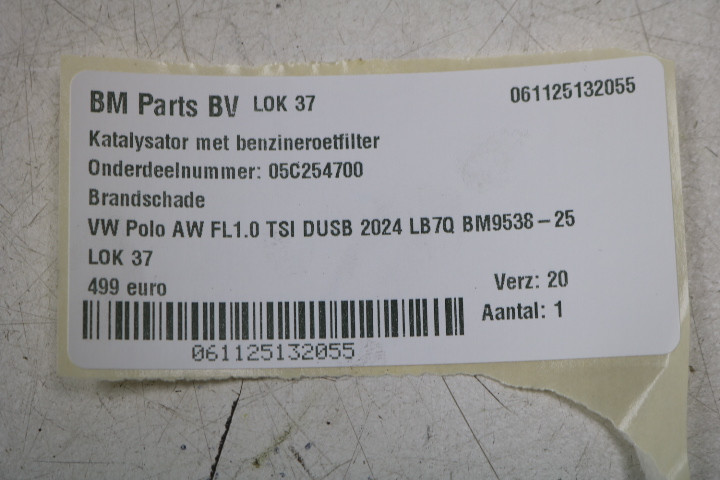 BM Parts BV LOK 37 061125132055
Katalysator met benzineroetfilter
Onderdeelnummer: 05C254700
Brandschade
VW Polo AW FL1.0 TSI DUSB 2024 LB7Q BM9538-25
LOK 37
499 euro Verz: 20
Aantal: 1
061125132055